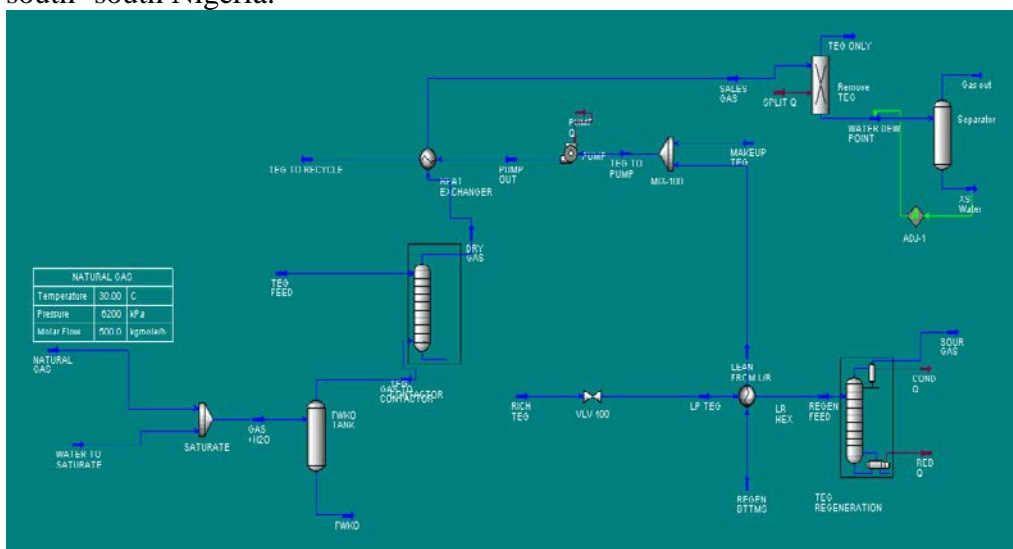 south- south Nigeria.
TEG ONLY
Gas out
SALES
GAS
SPLIT Q
Remove
TEG
Separator
WATER DEW
POINT
XS
Water
ADJ-1
PUMP
Q
PUMP
TEG TO
PUMP
MIX-100
MAKEUP
TEG
TEG TO RECYCLE
HEAT
EXCHANGER
PUMP
OUT
DRY
GAS
TEG
FEED
NATURAL GAS
Temperature 30.00 C
Pressure 6200 kPa
Molar Flow 500.0 kgmole/h
NATURAL
GAS
GAS TO
CONTACTOR
WATER TO
SATURATE
SATURATE
GAS
+H2O
FWKO
TANK
FWKO
LEAN
FROM L/R
RICH
TEG
VLV-100
LP TEG
LR
HEX
REGEN
FEED
REGEN
BTTMS
SOUR
GAS
COND
Q
TEG
REGENERATION